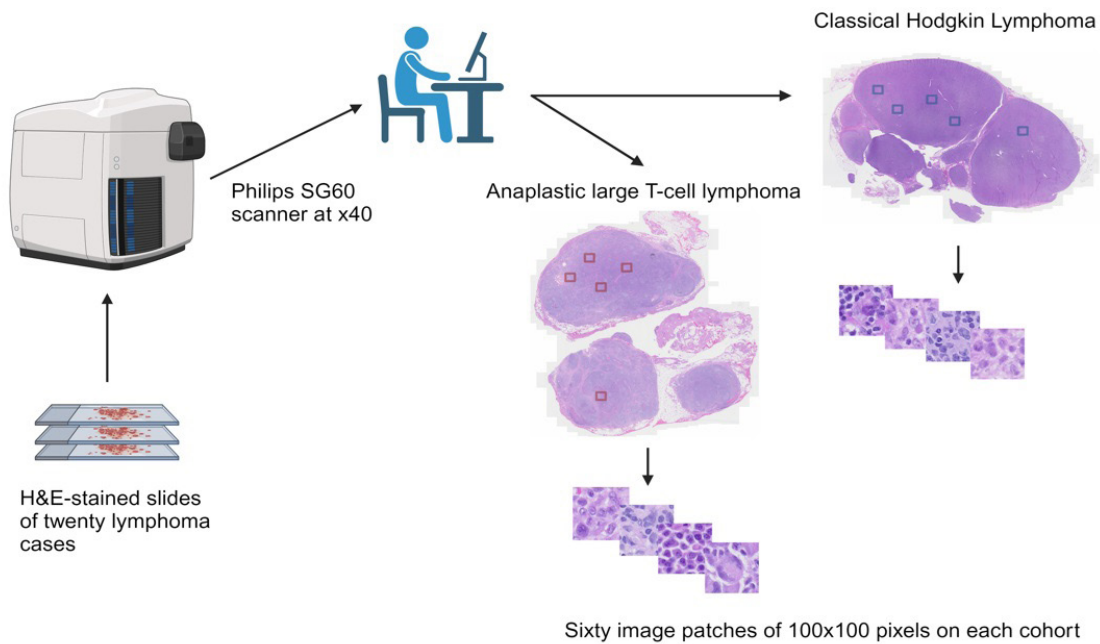 Classical Hodgkin Lymphoma
Philips SG60
scanner at x40
Anaplastic large T-cell lymphoma
H&E-stained slides
of twenty lymphoma
cases
Sixty image patches of 100x100 pixels on each cohort